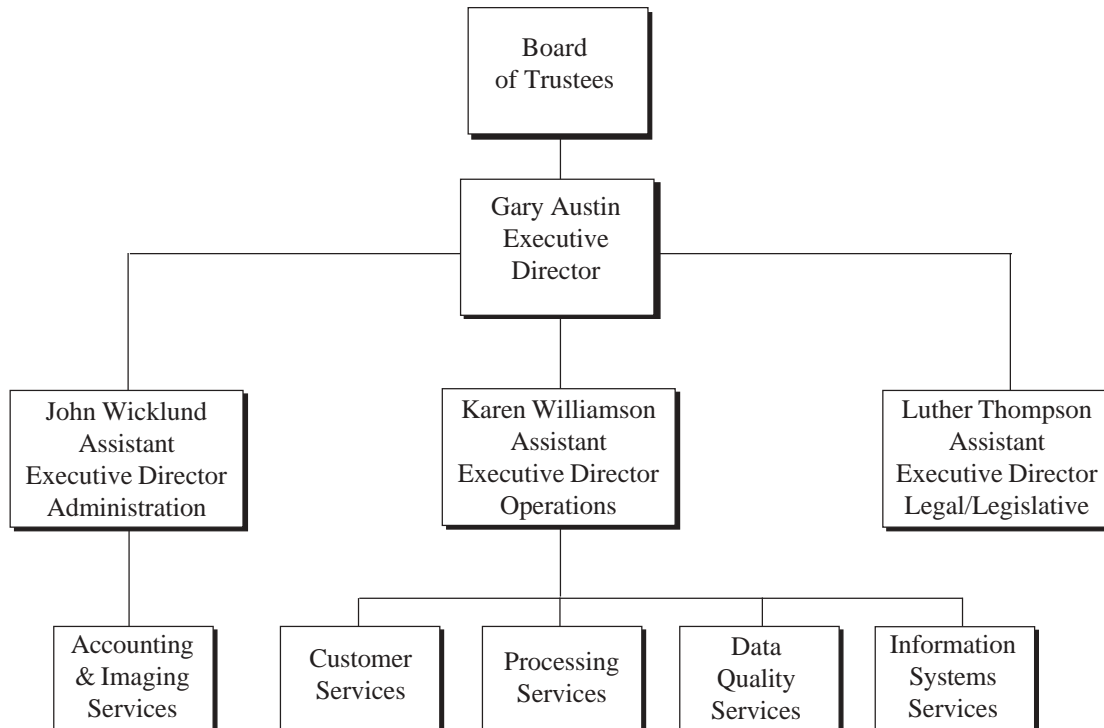 Board
of Trustees
Gary Austin
Executive
Director
John Wicklund
Assistant
Executive Director
Administration
Karen Williamson
Assistant
Executive Director
Operations
Luther Thompson
Assistant
Executive Director
Legal/Legislative
Accounting
& Imaging
Services
Customer
Services
Processing
Services
Data
Quality
Services
Information
Systems
Services